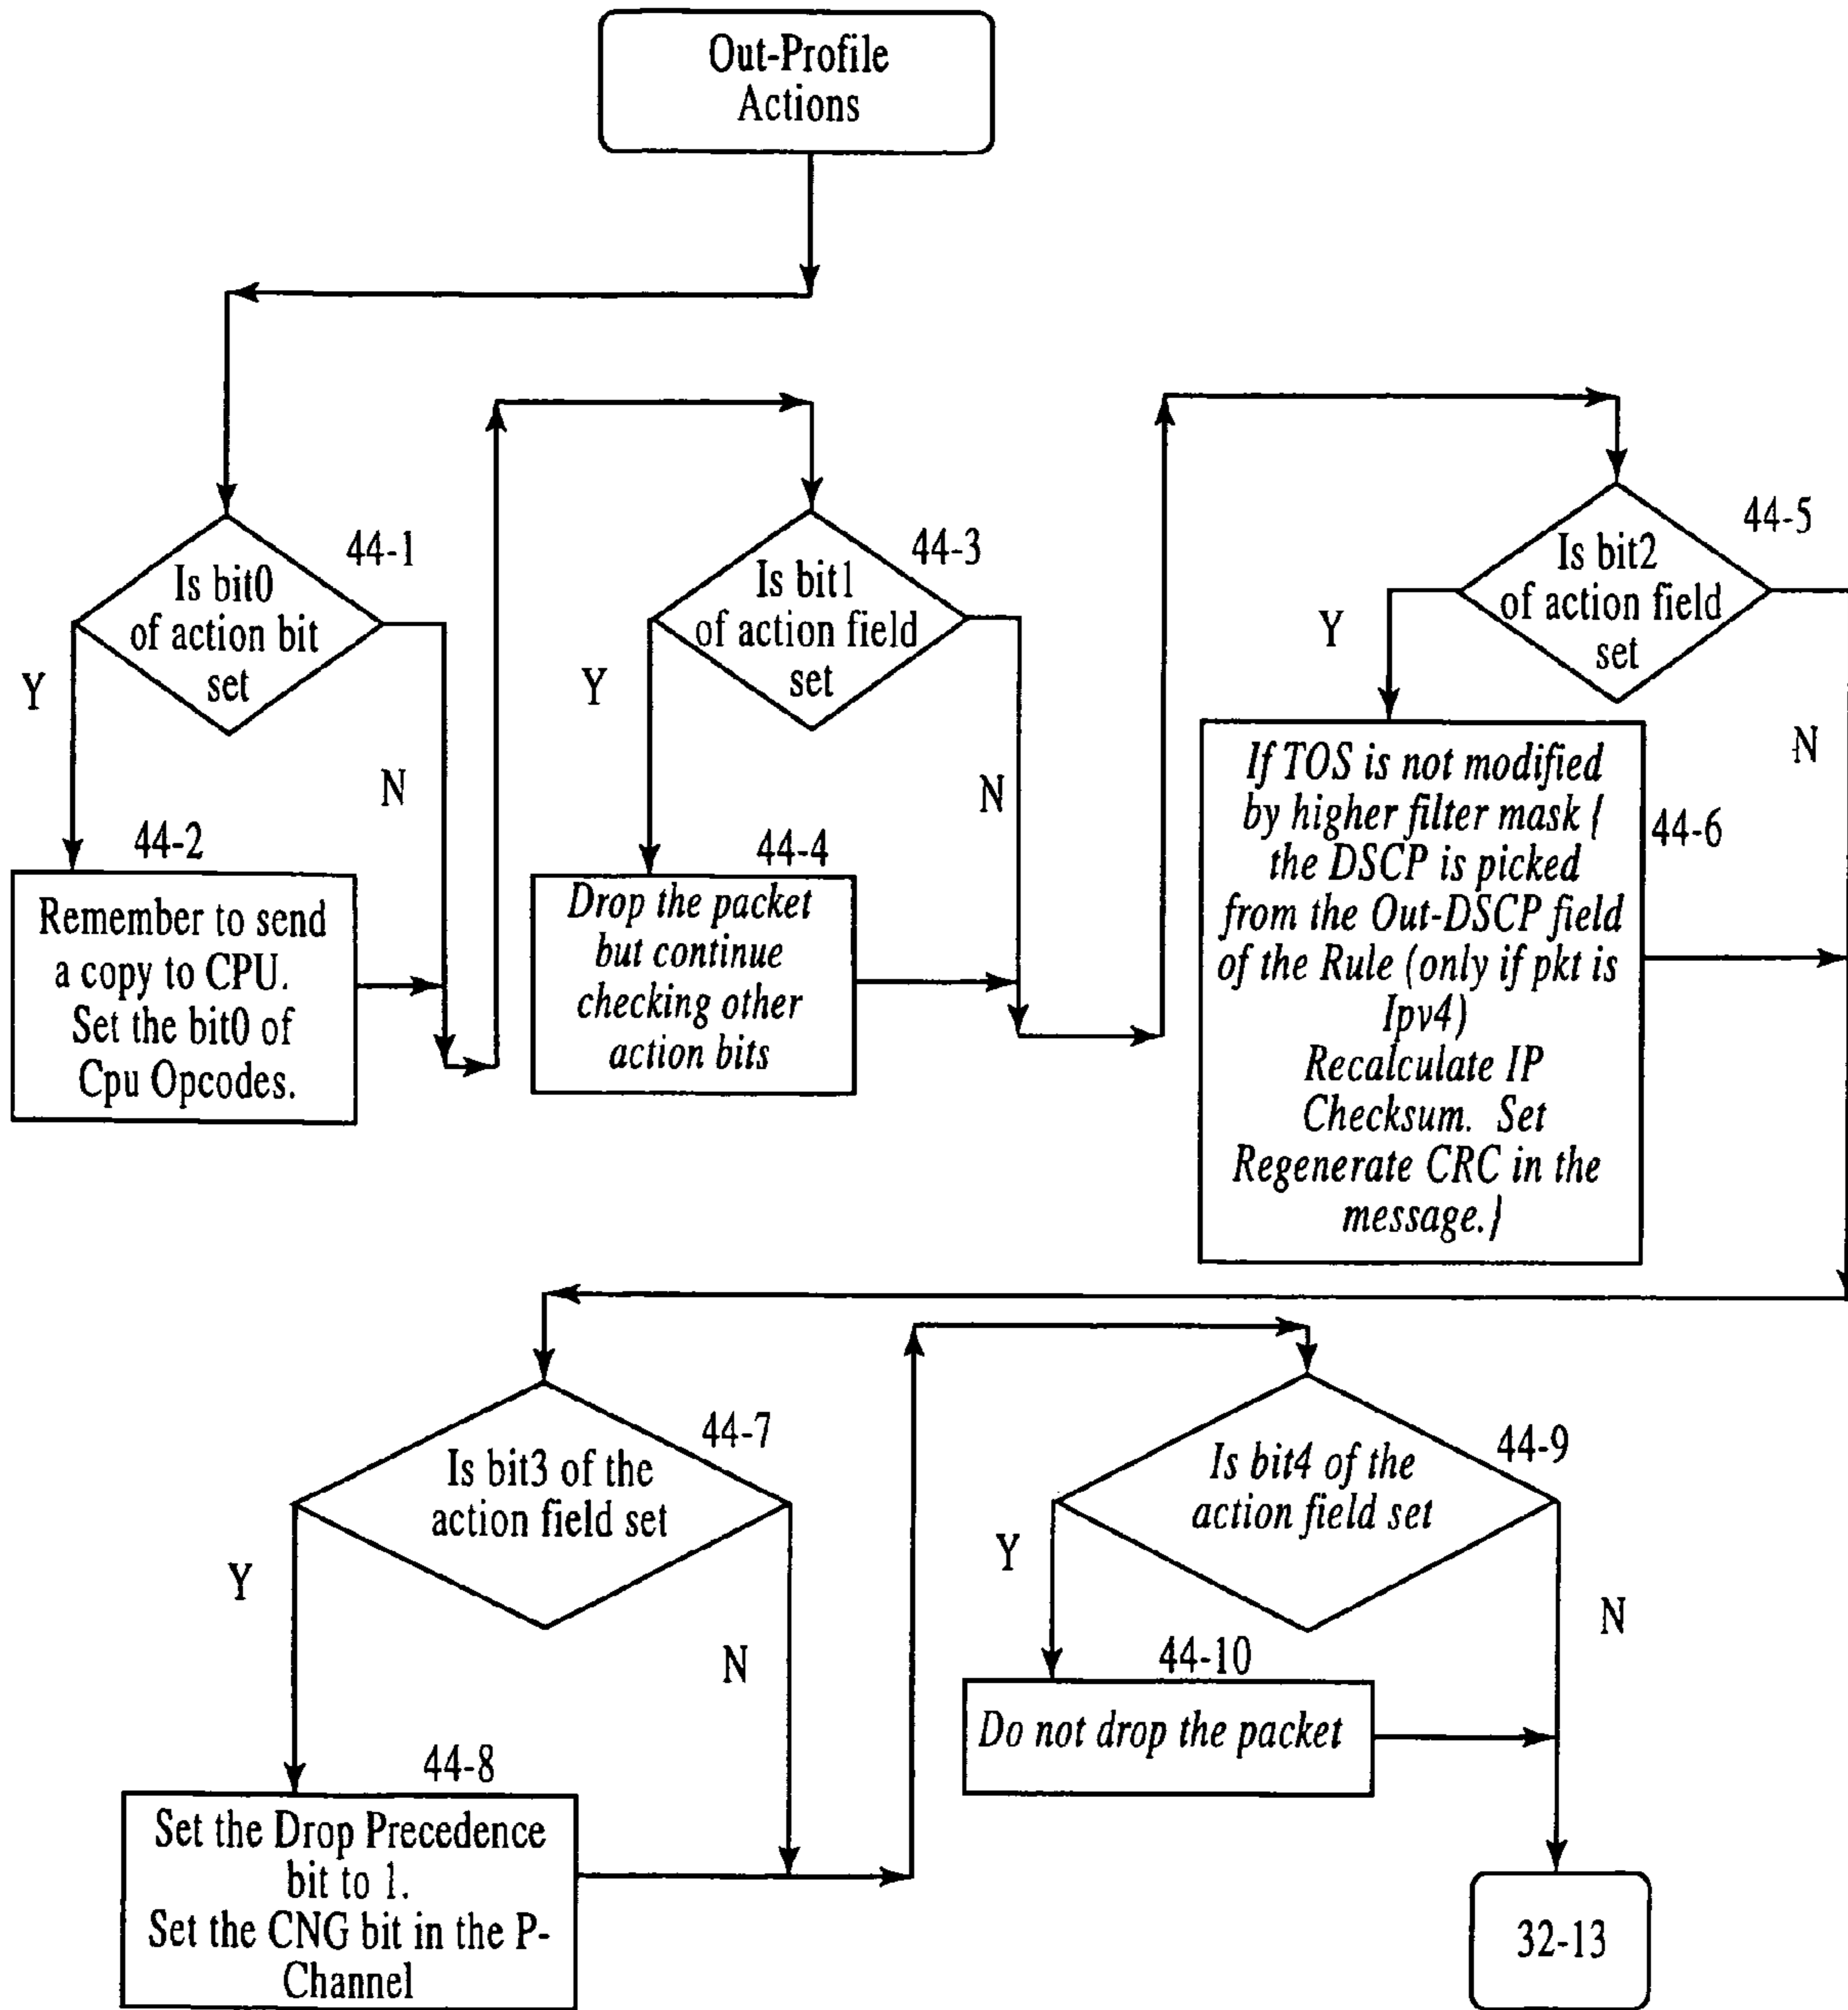 Out-Profile
Actions
44-1
Is bit0
of action bit
set
Y
N
44-2
Remember to send
a copy to CPU.
Set the bit0 of
Cpu Opcodes.
44-3
Is bit1
of action field
set
Y
N
44-4
Drop the packet
but continue
checking other
action bits
44-5
Is bit2
of action field
set
Y
N
44-6
If TOS is not modified
by higher filter mask {
the DSCP is picked
from the Out-DSCP field
of the Rule (only if pkt is
Ipv4)
Recalculate IP
Checksum. Set
Regenerate CRC in the
message.}
44-7
Is bit3 of the
action field set
Y
N
44-8
Set the Drop Precedence
bit to 1.
Set the CNG bit in the P-
Channel
44-9
Is bit4 of the
action field set
Y
N
44-10
Do not drop the packet
32-13